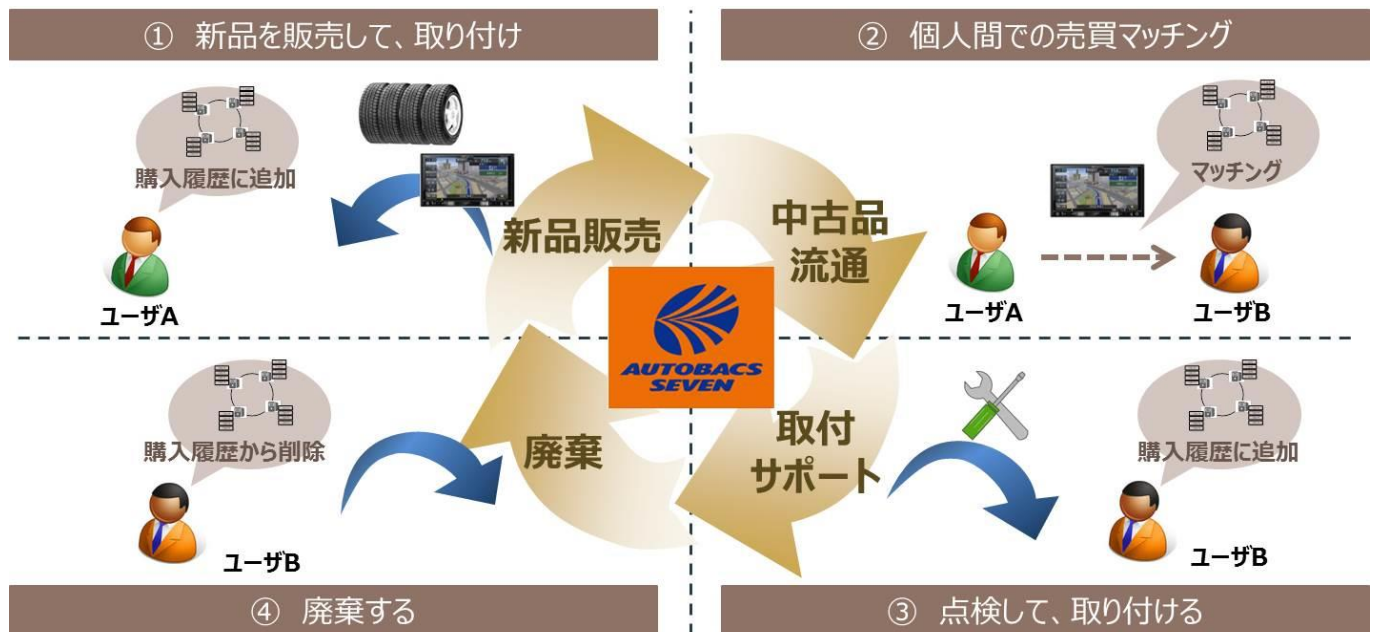 ① 新品を販売して、取り付け
② 個人間での売買マッチング
購入履歴に追加
新品販売
ユーザA
中古品
流通
マッチング
ユーザA
ユーザB
AUTOBACS
SEVEN
購入履歴から削除
廃棄
ユーザB
取付
サポート
購入履歴に追加
ユーザB
④ 廃棄する
③ 点検して、取り付ける